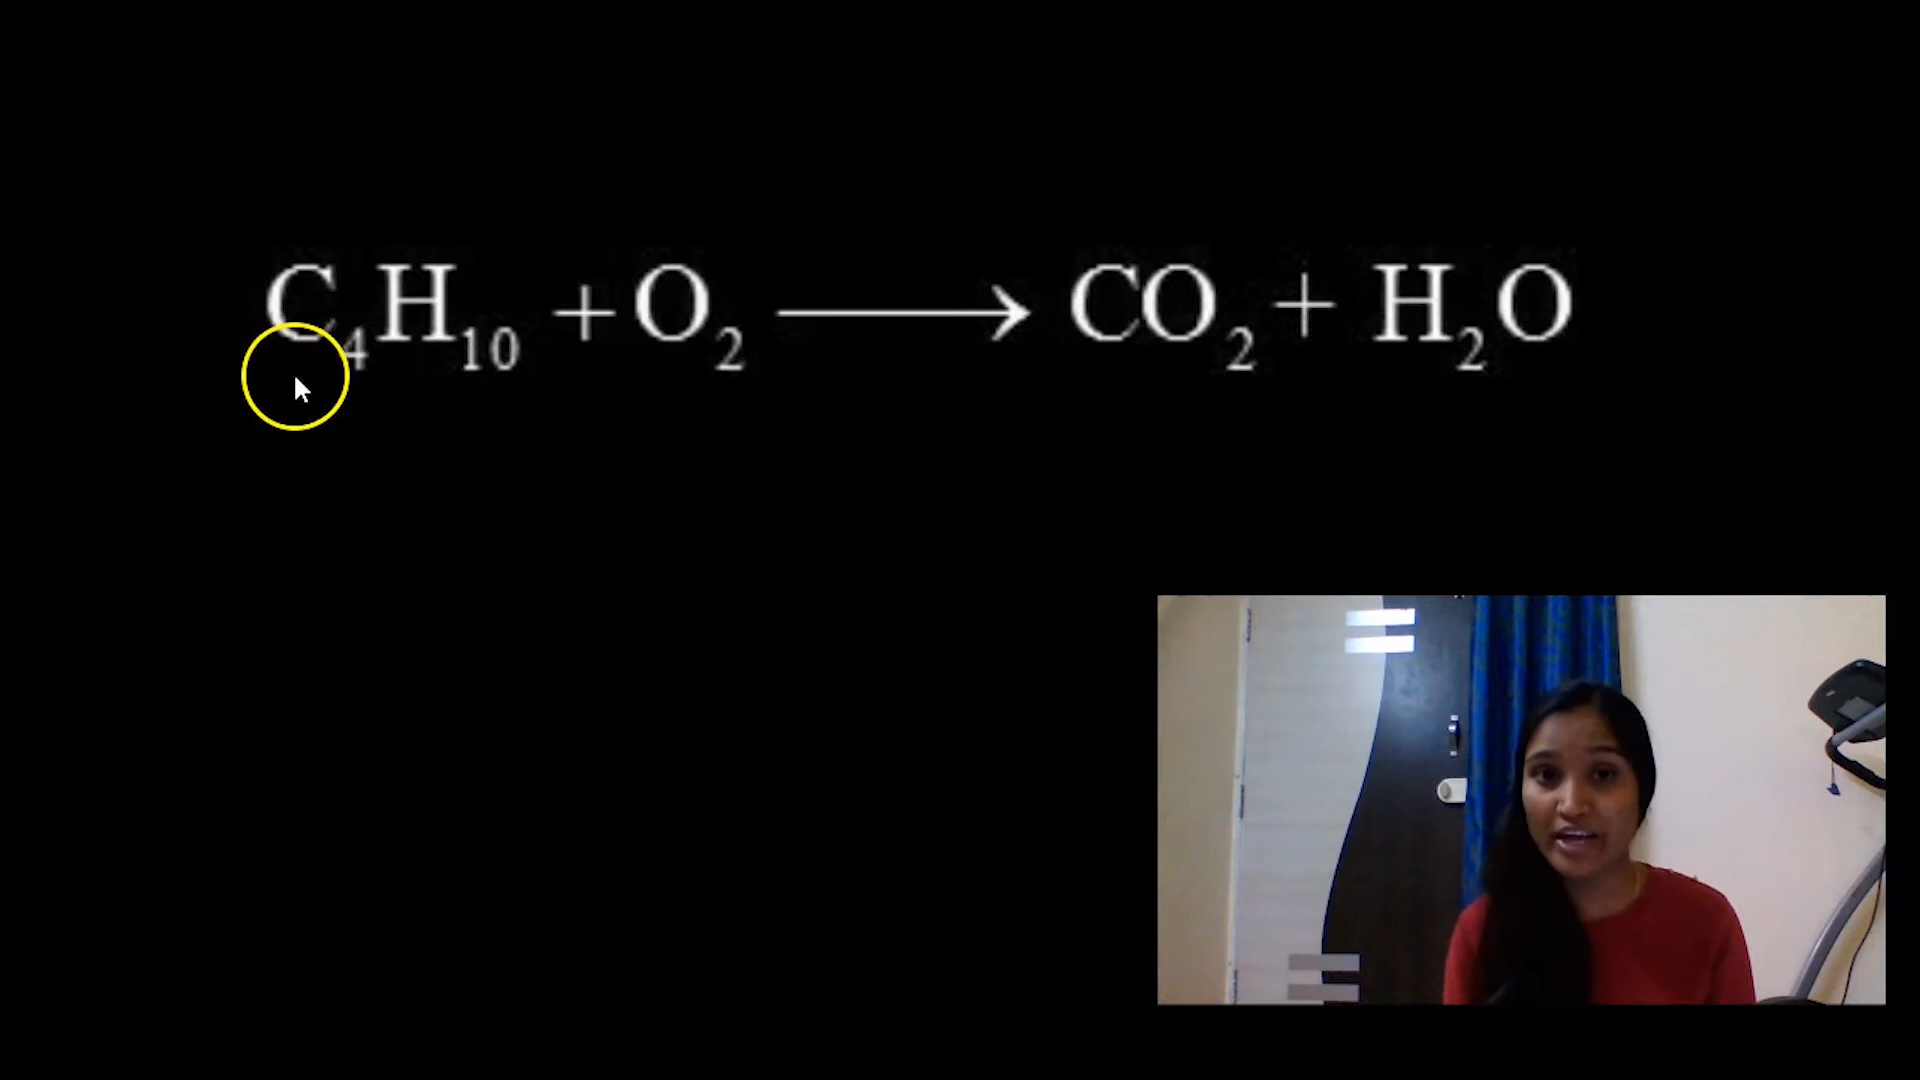 C₄H₁₀ + O₂ ⟶ CO₂ + H₂O